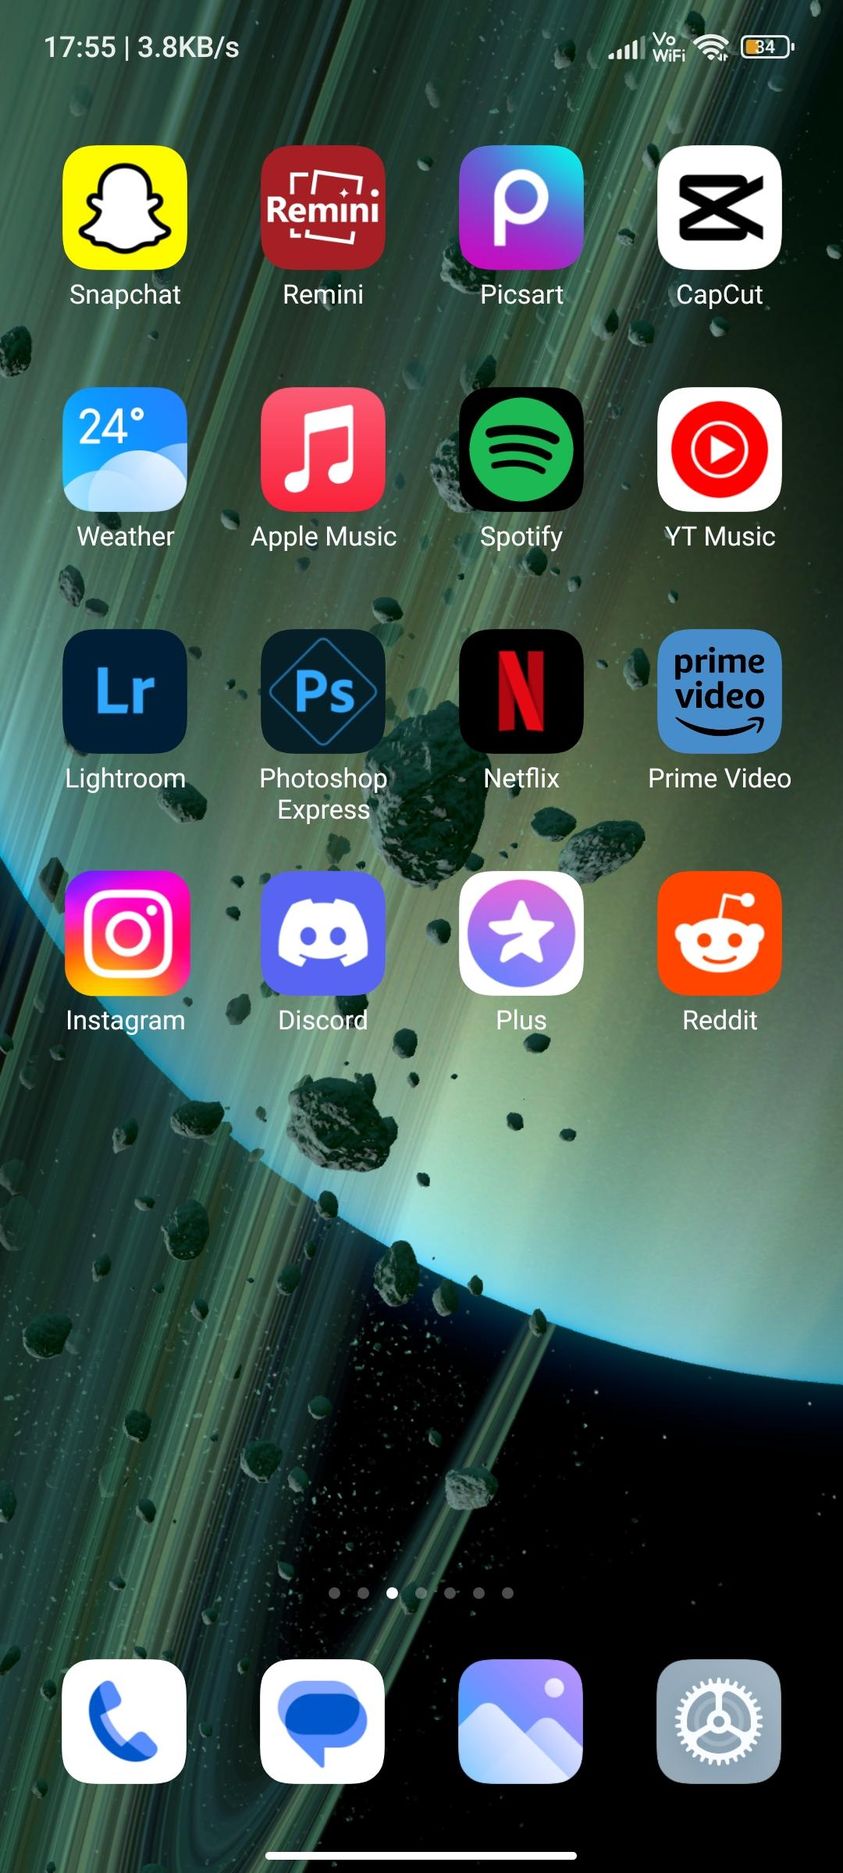 17:55 | 3.8KB/s
Vo
WiFi
34
Remini
Snapchat
Remini
Picsart
CapCut
24°
Weather
Apple Music
Spotify
YT Music
Lr
Ps
prime
video
Lightroom
Photoshop
Express
Netflix
Prime Video
Instagram
Discord
Plus
Reddit